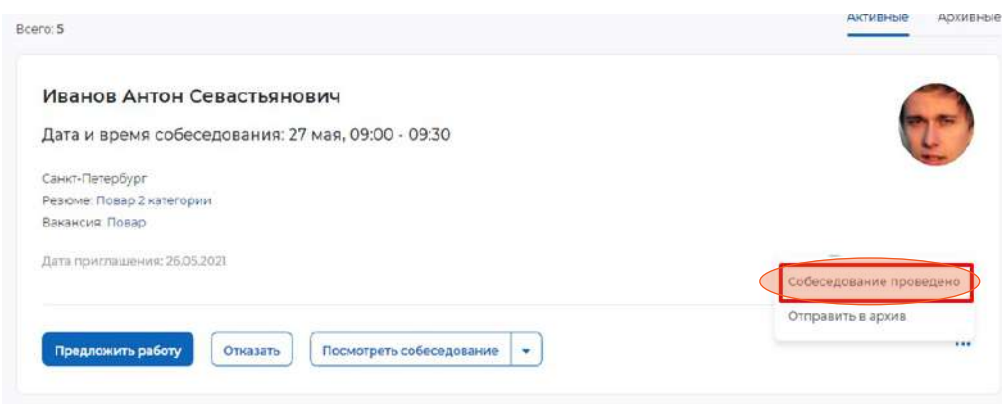 Активные Архивные
Всего: 5
Иванов Антон Севастьянович
Дата и время собеседования: 27 мая, 09:00 - 09:30
Санкт-Петербург
Резюме: Повар 2 категории
Вакансия: Повар
Дата приглашения: 26.05.2021
Собеседование проведено
Отправить в архив
Предложить работу Отказать Посмотреть собеседование